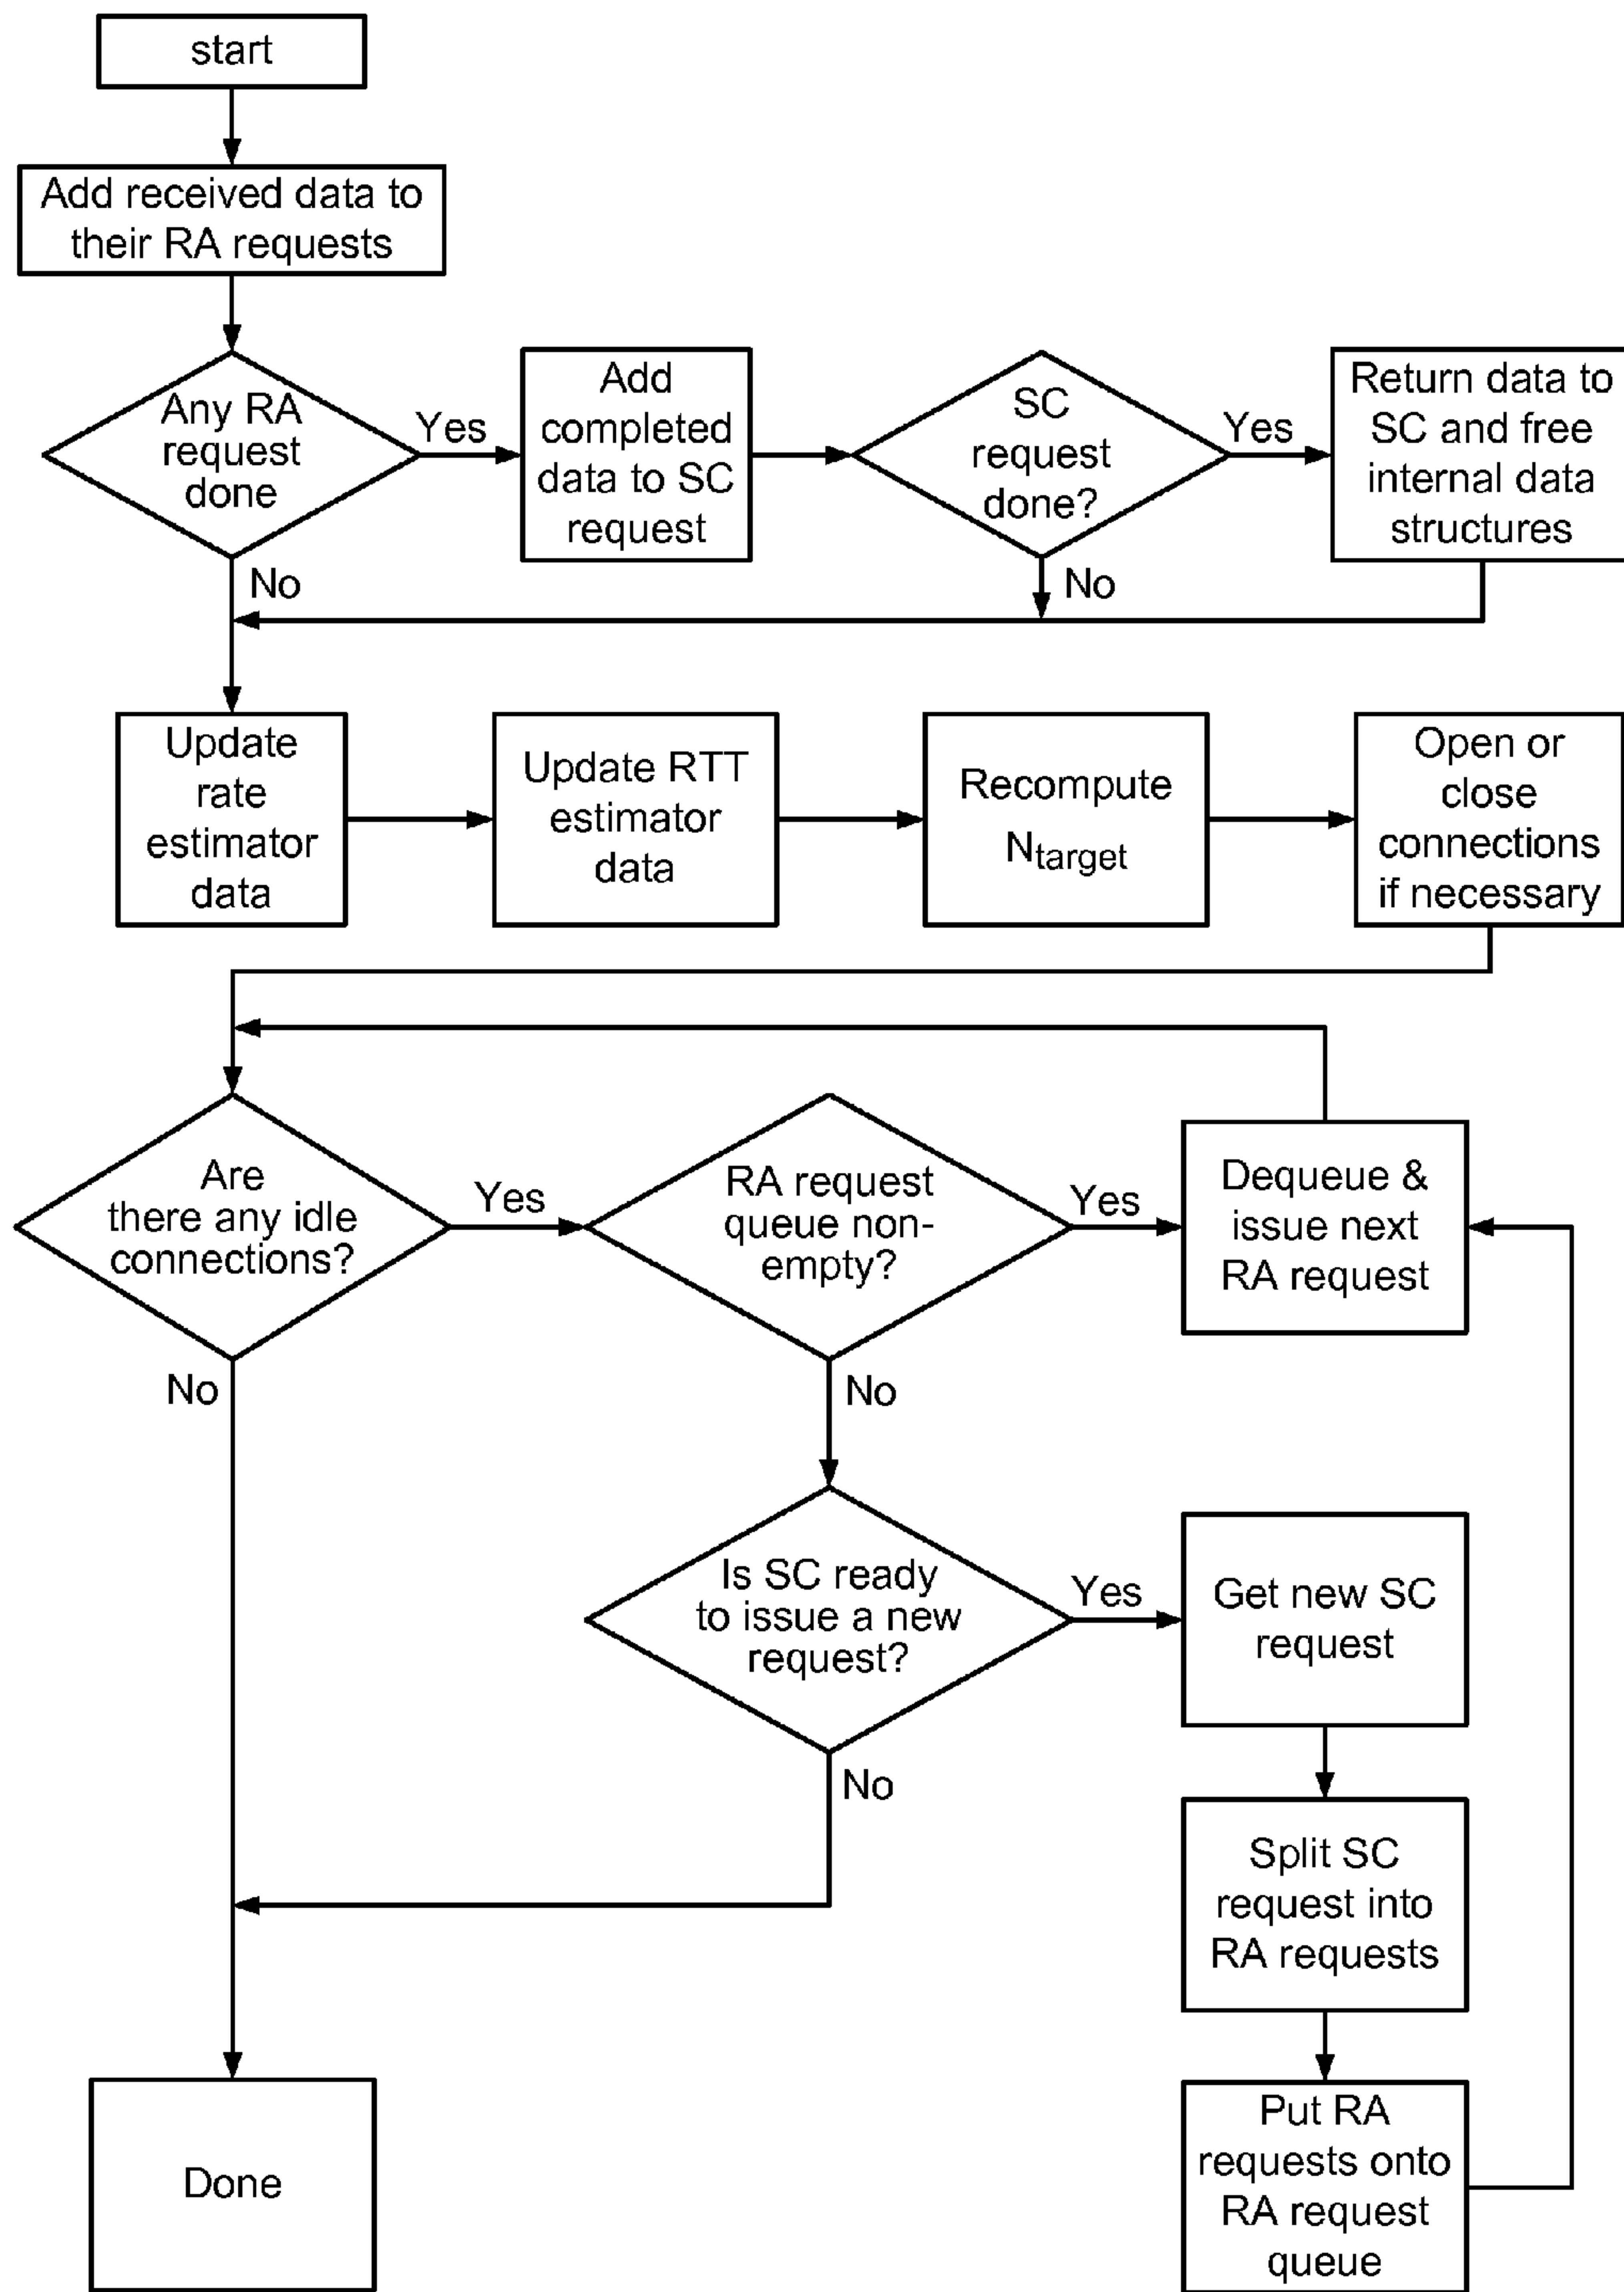 start
Add received data to
their RA requests
Any RA
request
done
Yes
Add
completed
data to SC
request
SC
request
done?
Yes
Return data to
SC and free
internal data
structures
No
No
Update
rate
estimator
data
Update RTT
estimator
data
Recompute
Ntarget
Open or
close
connections
if necessary
Are
there any idle
connections?
Yes
RA request
queue non-
empty?
Yes
Dequeue &
issue next
RA request
No
No
Is SC ready
to issue a new
request?
Yes
Get new SC
request
No
Split SC
request into
RA requests
Done
Put RA
requests onto
RA request
queue